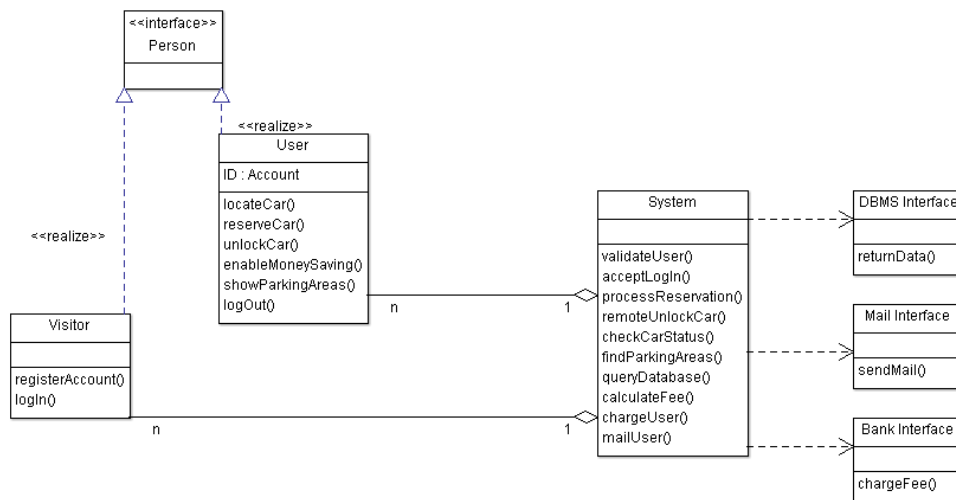 <<interface>>
Person
<<realize>>
User
ID : Account
locateCar()
reserveCar()
unlockCar()
enableMoneySaving()
showParkingAreas()
logOut()
<<realize>>
Visitor
registerAccount()
logIn()
n
1
n
1
System
validateUser()
acceptLogIn()
processReservation()
remoteUnlockCar()
checkCarStatus()
findParkingAreas()
queryDatabase()
calculateFee()
chargeUser()
mailUser()
DBMS Interface
returnData()
Mail Interface
sendMail()
Bank Interface
chargeFee()